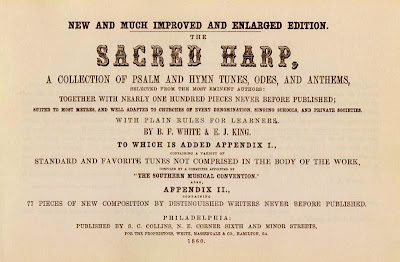 NEW AND MUCH IMPROVED AND ENLARGED EDITION.
THE
SACRED HARP,
A COLLECTION OF PSALM AND HYMN TUNES, ODES, AND ANTHEMS,
SELECTED FROM THE MOST EMINENT AUTHORS:
TOGETHER WITH NEARLY ONE HUNDRED PIECES NEVER BEFORE PUBLISHED;
SUITED TO MOST METRES, AND WELL ADAPTED TO CHURCHES OF EVERY DENOMINATION, SINGING SCHOOLS, AND PRIVATE SOCIETIES.
WITH PLAIN RULES FOR LEARNERS.
BY B. F. WHITE & E. J. KING.
TO WHICH IS ADDED APPENDIX I.,
CONTAINING A VARIETY OF
STANDARD AND FAVORITE TUNES NOT COMPRISED IN THE BODY OF THE WORK,
COMPILED BY A COMMITTEE APPOINTED BY
"THE SOUTHERN MUSICAL CONVENTION."
ALSO,
APPENDIX II.,
CONTAINING
77 PIECES OF NEW COMPOSITION BY DISTINGUISHED WRITERS NEVER BEFORE PUBLISHED.
PHILADELPHIA:
PUBLISHED BY S. C. COLLINS, N. E. CORNER SIXTH AND MINOR STREETS,
FOR THE PROPRIETORS, WHITE, MASSENGALE & CO., HAMILTON, GA.
1860.